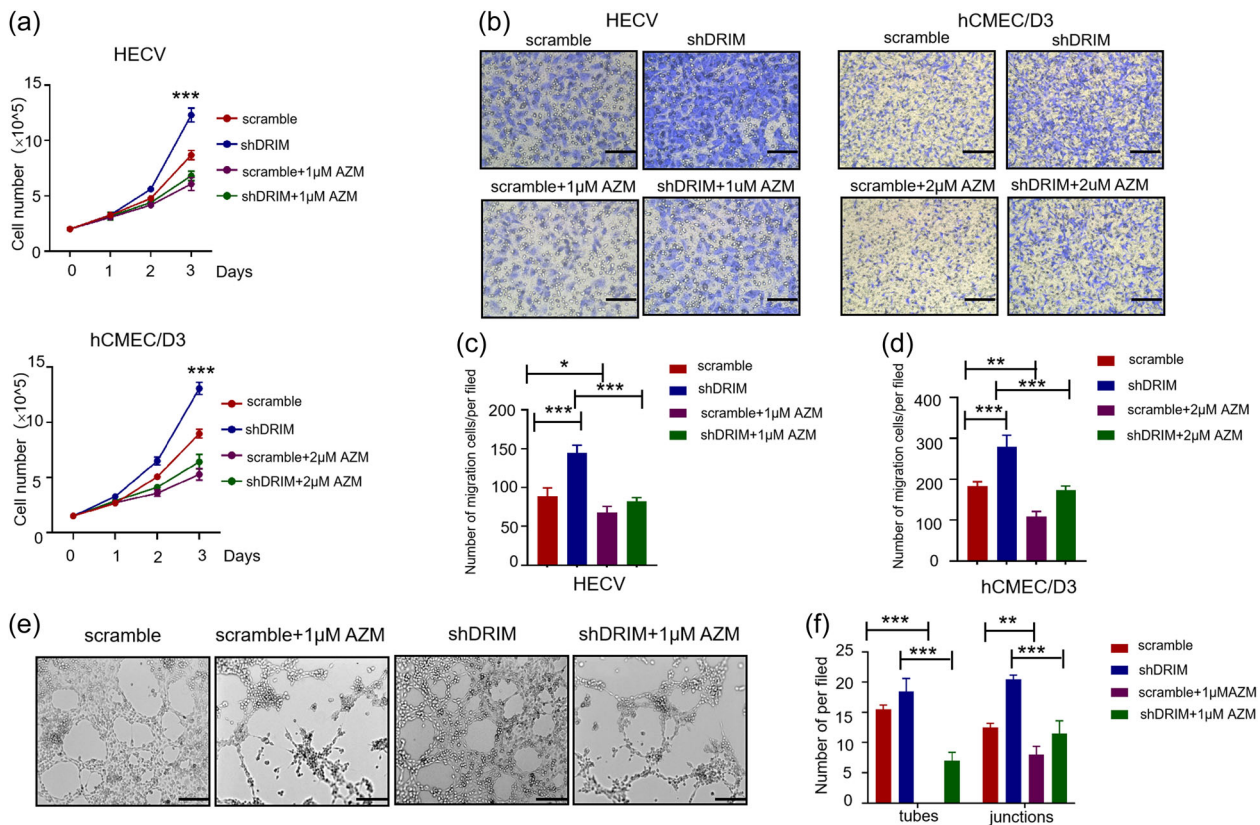 (a)
HECV
Cell number (×10^5)
15
10
5
0
0 1 2 3 Days
***
scramble
shDRIM
scramble+1μM AZM
shDRIM+1μM AZM
hCMEC/D3
Cell number (×10^5)
15
10
5
0
0 1 2 3 Days
***
scramble
shDRIM
scramble+2μM AZM
shDRIM+2μM AZM
(b)
HECV
scramble shDRIM
scramble+1μM AZM shDRIM+1uM AZM
hCMEC/D3
scramble shDRIM
scramble+2μM AZM shDRIM+2uM AZM
(c)
Number of migration cells/per filed
200
150
100
50
0
*
***
***
HECV
scramble
shDRIM
scramble+1μM AZM
shDRIM+1μM AZM
(d)
Number of migration cells/per filed
400
300
200
100
0
**
***
***
hCMEC/D3
scramble
shDRIM
scramble+2μM AZM
shDRIM+2μM AZM
(e)
scramble scramble+1μM AZM shDRIM shDRIM+1μM AZM
(f)
Number of per filed
25
20
15
10
5
0
*** **
*** ***
tubes junctions
scramble
shDRIM
scramble+1μMAZM
shDRIM+1μM AZM